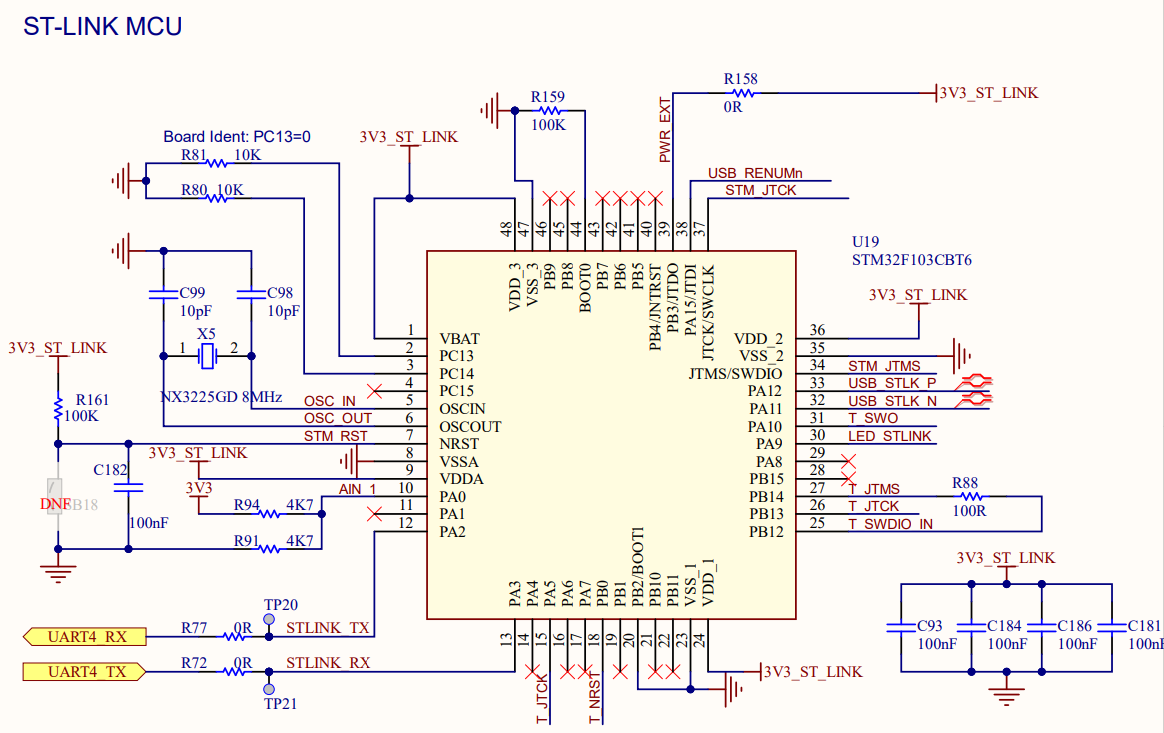 ST-LINK MCU
R158
0R
3V3_ST_LINK
R159
100K
PWR_EXT
Board Ident: PC13=0
R81 10K
R80 10K
3V3_ST_LINK
USB_RENUMn
STM_JTCK
48 47 46 45 44 43 42 41 40 39 38 37
VDD_3
VSS_3
PB9
PB8
BOOT0
PB7
PB6
PB5
PB4/JNTRST
PB3/JTDO
PA15/JTDI
JTCK/SWCLK
U19
STM32F103CBT6
C99
10pF
C98
10pF
X5
1 2
NX3225GD 8MHz
3V3_ST_LINK
R161
100K
C182
100nF
DNF
B18
3V3_ST_LINK
3V3
R94 4K7
R91 4K7
OSC_IN
OSC_OUT
STM_RST
AIN_1
1 VBAT
2 PC13
3 PC14
4 PC15
5 OSCIN
6 OSCOUT
7 NRST
8 VSSA
9 VDDA
10 PA0
11 PA1
12 PA2
3V3_ST_LINK
VDD_2 36
VSS_2 35
JTMS/SWDIO 34 STM_JTMS
PA12 33 USB_STLK_P
PA11 32 USB_STLK_N
PA10 31 T_SWO
PA9 30 LED_STLINK
PA8 29
PB15 28
PB14 27 T_JTMS
PB13 26 T_JTCK
PB12 25 T_SWDIO_IN
R88
100R
PA3
PA4
PA5
PA6
PA7
PB0
PB1
PB2/BOOT1
PB10
PB11
VSS_1
VDD_1
13 14 15 16 17 18 19 20 21 22 23 24
T_JTCK
T_NRST
3V3_ST_LINK
TP20
UART4_RX
R77 0R
STLINK_TX
UART4_TX
R72 0R
STLINK_RX
TP21
3V3_ST_LINK
C93
100nF
C184
100nF
C186
100nF
C181
100nF